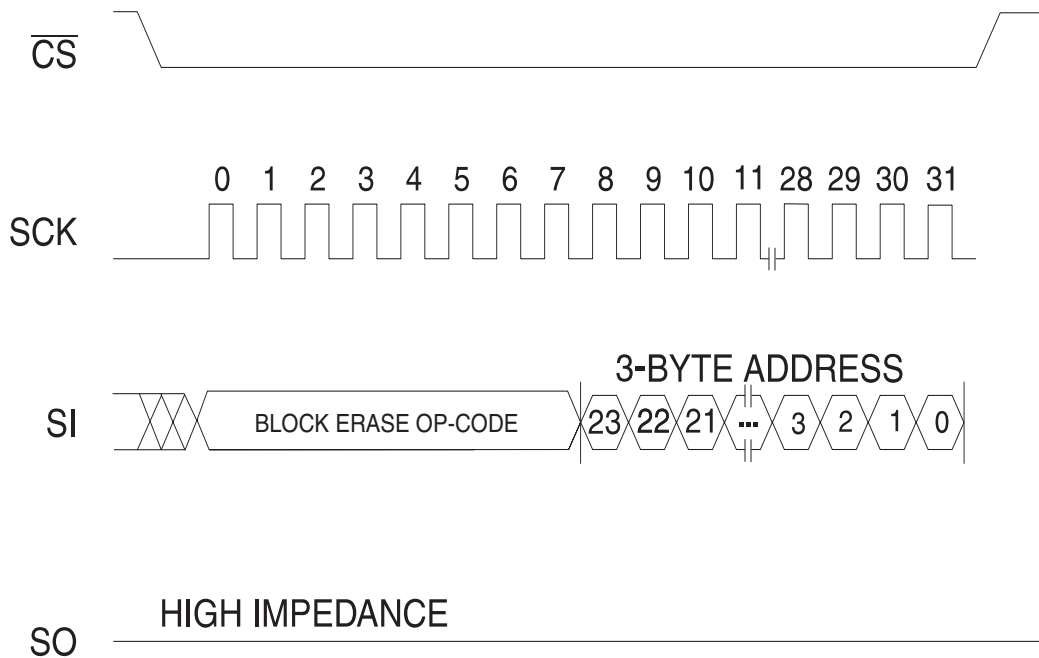 CS
0 1 2 3 4 5 6 7 8 9 10 11 28 29 30 31
SCK
3-BYTE ADDRESS
SI
BLOCK ERASE OP-CODE
23 22 21 ... 3 2 1 0
HIGH IMPEDANCE
SO